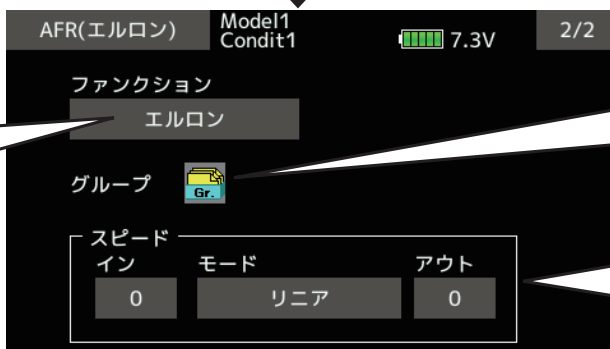 AFR(エルロン) Model1 Condit1 7.3V 2/2
ファンクション
エルロン
グループ Gr.
スピード
イン モード アウト
0 リニア 0